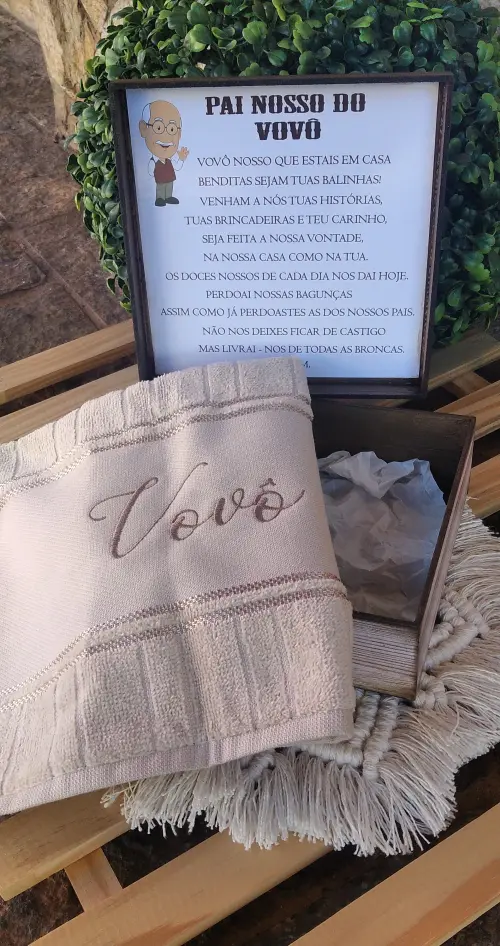 PAI NOSSO DO
VOVÔ
VOVÔ NOSSO QUE ESTAIS EM CASA
BENDITAS SEJAM TUAS BALINHAS!
VENHAM A NÓS TUAS HISTÓRIAS,
TUAS BRINCADEIRAS E TEU CARINHO,
SEJA FEITA A NOSSA VONTADE,
NA NOSSA CASA COMO NA TUA.
OS DOCES NOSSOS DE CADA DIA NOS DAI HOJE.
PERDOAI NOSSAS BAGUNÇAS
ASSIM COMO JÁ PERDOASTES AS DOS NOSSOS PAIS.
NÃO NOS DEIXES FICAR DE CASTIGO
MAS LIVRAI - NOS DE TODAS AS BRONCAS.
Vovô